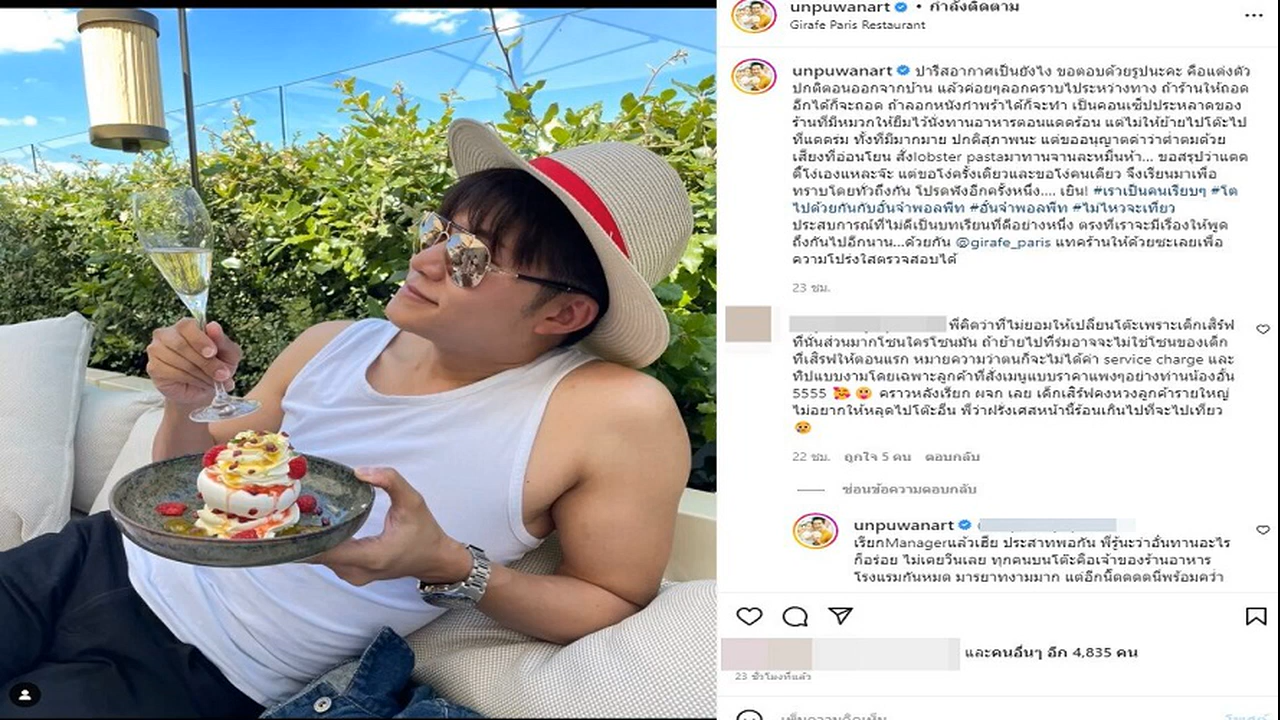 unpuwanart • กำลังติดตาม
Girafe Paris Restaurant
unpuwanart ปารีสอากาศเป็นยังไง ขอตอบด้วยรูปนะคะ คือแต่งตัว
ปกติตอนออกจากบ้าน แล้วค่อยๆลอกคราบไประหว่างทาง ถ้าร้านให้ถอด
อีกได้ก็จะถอด ถ้าลอกหนังกำพร้าได้ก็จะทำ เป็นคอนเซ็ปประหลาดของ
ร้านที่มีหมวกให้ยืมไว้นั่งทานอาหารตอนแดดร้อน แต่ไม่ให้ย้ายไปโต๊ะไป
ที่แดดร่ม ทั้งที่มีมากมาย ปกติสุภาพนะ แต่ขออนุญาตด่าว่าต่ำตมด้วย
เสียงที่อ่อนโยน สั่งlobster pastaมาทานจานละหมื่นห้า... ขอสรุปว่าแดด
ดี้โง่เองแหละจ้ะ แต่ขอโง่ครั้งเดียวและขอโง่คนเดียว จึงเรียนมาเพื่อ
ทราบโดยทั่วถึงกัน โปรดฟังอีกครั้งหนึ่ง.... เยิน! #เราเป็นคนเรียบๆ #โต
ไปด้วยกันกับอั๋นจำพอลพีท #อั๋นจำพอลพีท #ไม่ไหวจะเที่ยว
ประสบการณ์ที่ไม่ดีเป็นบทเรียนที่ดีอย่างหนึ่ง ตรงที่เราจะมีเรื่องให้พูด
ถึงกันไปอีกนาน...ด้วยกัน @girafe_paris แทคร้านให้ด้วยซะเลยเพื่อ
ความโปร่งใสตรวจสอบได้
23 ชม.
พี่คิดว่าที่ไม่ยอมให้เปลี่ยนโต๊ะเพราะเด็กเสิร์ฟ
ที่นั่นส่วนมากโซนใครโซนมัน ถ้าย้ายไปที่ร่มอาจจะไม่ใช่โซนของเด็ก
ที่เสิร์ฟให้ตอนแรก หมายความว่าตนก็จะไม่ได้ค่า service charge และ
ทิปแบบงามโดยเฉพาะลูกค้าที่สั่งเมนูแบบราคาแพงๆอย่างท่านน้องอั๋น
5555 🥰😛 คราวหลังเรียก ผจก เลย เด็กเสิร์ฟคงหวงลูกค้ารายใหญ่
ไม่อยากให้หลุดไปโต๊ะอื่น พี่ว่าฝรั่งเศสหน้านี้ร้อนเกินไปที่จะไปเที่ยว
🥺
22 ชม. ถูกใจ 5 คน ตอบกลับ
ซ่อนข้อความตอบกลับ
unpuwanart
เรียกManagerแล้วเฮีย ประสาทพอกัน พี่รู้นะว่าอั๋นทานอะไร
ก็อร่อย ไม่เคยวีนเลย ทุกคนบนโต๊ะคือเจ้าของร้านอาหาร
โรงแรมกันหมด มารยาทงามมาก แต่อีกนี้ดดดดนี่พร้อมคว่ำ
และคนอื่นๆ อีก 4,835 คน
23 ชั่วโมงที่แล้ว